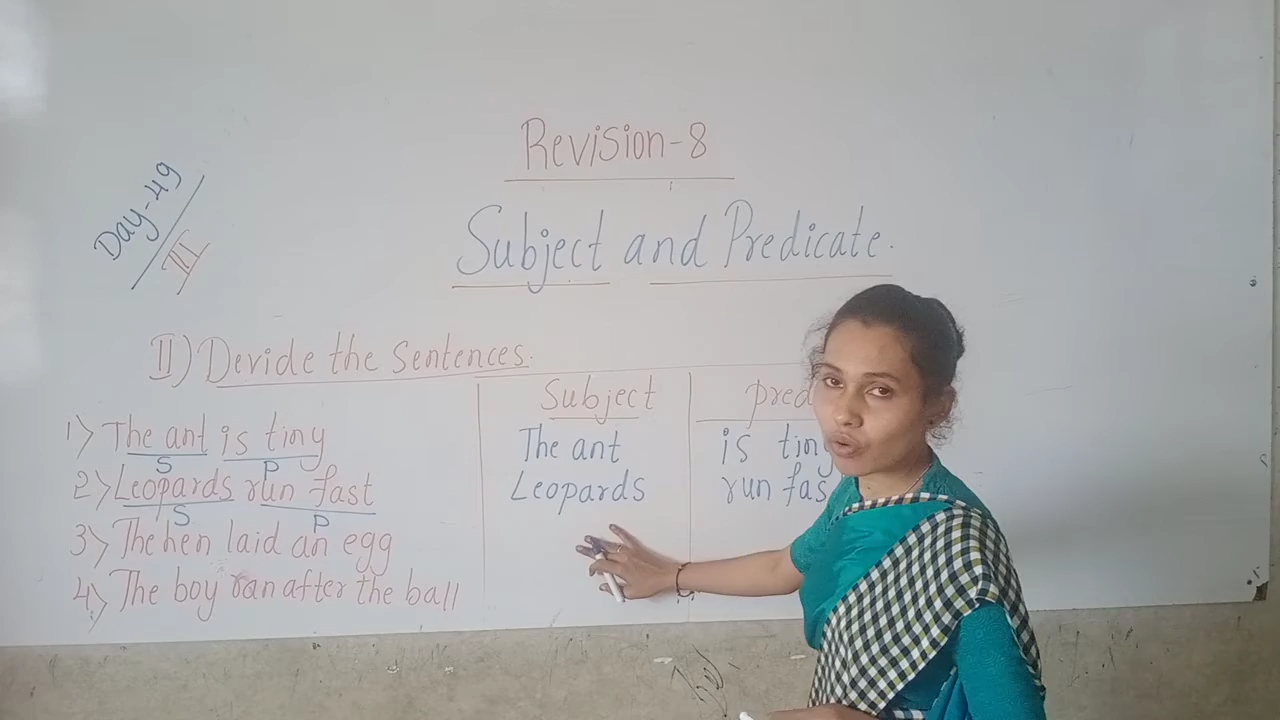 Day-49
III
Revision-8
Subject and Predicate.
II) Devide the Sentences.
Subject pred
1) The ant is tiny The ant is tiny
S P
2) Leopards run fast Leopards run fas
S P
3) The hen laid an egg
4) The boy ran after the ball